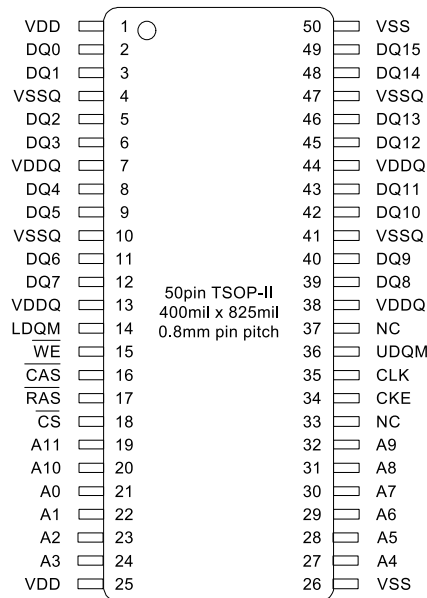 VDD 1 50 VSS
DQ0 2 49 DQ15
DQ1 3 48 DQ14
VSSQ 4 47 VSSQ
DQ2 5 46 DQ13
DQ3 6 45 DQ12
VDDQ 7 44 VDDQ
DQ4 8 43 DQ11
DQ5 9 42 DQ10
VSSQ 10 41 VSSQ
DQ6 11 40 DQ9
DQ7 12 39 DQ8
VDDQ 13 38 VDDQ
LDQM 14 37 NC
W̅E̅ 15 36 UDQM
C̅A̅S̅ 16 35 CLK
R̅A̅S̅ 17 34 CKE
C̅S̅ 18 33 NC
A11 19 32 A9
A10 20 31 A8
A0 21 30 A7
A1 22 29 A6
A2 23 28 A5
A3 24 27 A4
VDD 25 26 VSS
50pin TSOP-II
400mil x 825mil
0.8mm pin pitch